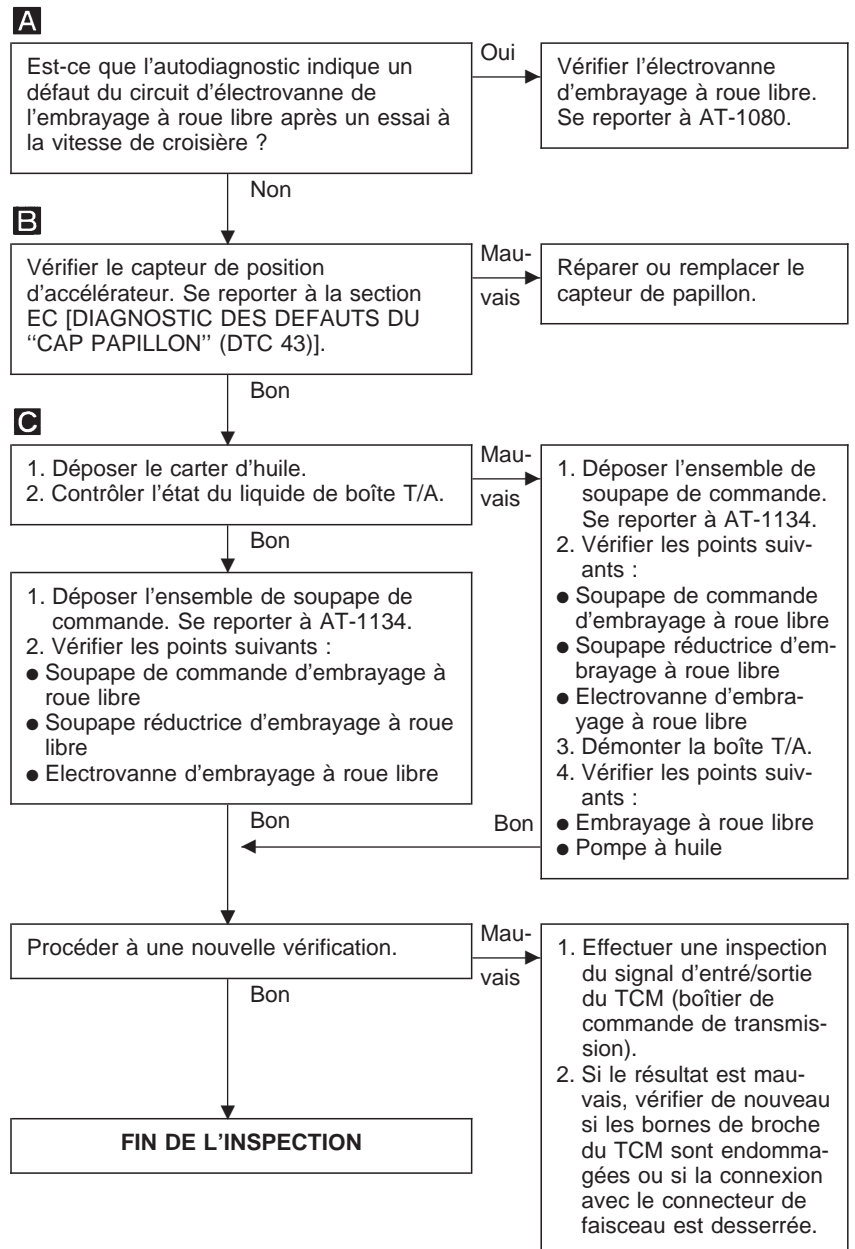 A
Est-ce que l'autodiagnostic indique un
défaut du circuit d'électrovanne de
l'embrayage à roue libre après un essai à
la vitesse de croisière ?
Oui
Vérifier l'électrovanne
d'embrayage à roue libre.
Se reporter à AT-1080.
Non
B
Vérifier le capteur de position
d'accélérateur. Se reporter à la section
EC [DIAGNOSTIC DES DEFAUTS DU
‘‘CAP PAPILLON’’ (DTC 43)].
Mau-
vais
Réparer ou remplacer le
capteur de papillon.
Bon
C
1. Déposer le carter d'huile.
2. Contrôler l'état du liquide de boîte T/A.
Mau-
vais
1. Déposer l'ensemble de
soupape de commande.
Se reporter à AT-1134.
2. Vérifier les points suiv-
ants :
● Soupape de commande
d'embrayage à roue libre
● Soupape réductrice d'em-
brayage à roue libre
● Electrovanne d'embra-
yage à roue libre
3. Démonter la boîte T/A.
4. Vérifier les points suiv-
ants :
● Embrayage à roue libre
● Pompe à huile
Bon
1. Déposer l'ensemble de soupape de
commande. Se reporter à AT-1134.
2. Vérifier les points suivants :
● Soupape de commande d'embrayage à
roue libre
● Soupape réductrice d'embrayage à roue
libre
● Electrovanne d'embrayage à roue libre
Bon
Bon
Procéder à une nouvelle vérification.
Mau-
vais
1. Effectuer une inspection
du signal d'entré/sortie
du TCM (boîtier de
commande de transmis-
sion).
2. Si le résultat est mau-
vais, vérifier de nouveau
si les bornes de broche
du TCM sont endomma-
gées ou si la connexion
avec le connecteur de
faisceau est desserrée.
Bon
FIN DE L'INSPECTION